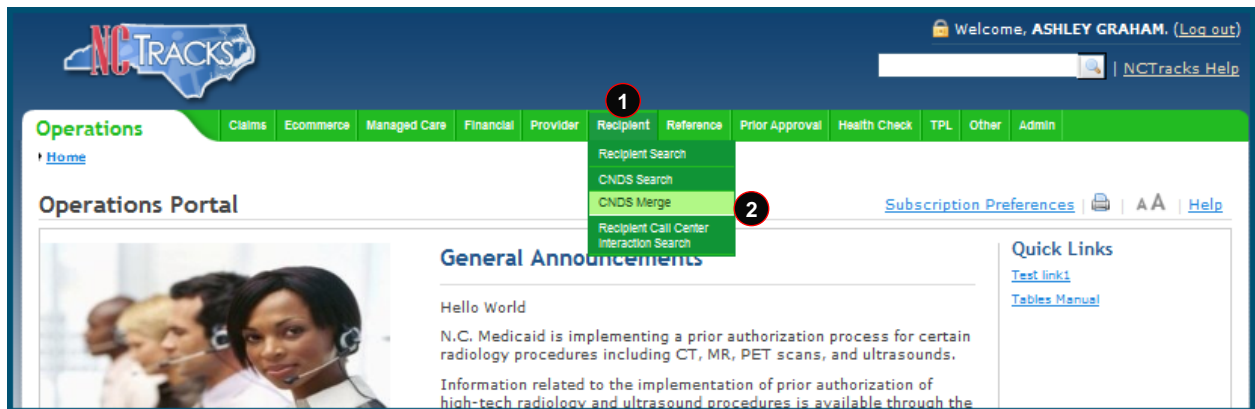 Welcome, ASHLEY GRAHAM. (Log out)
NCTRACKS
| NCTracks Help
1
Operations Claims Ecommerce Managed Care Financial Provider Recipient Reference Prior Approval Health Check TPL Other Admin
Home
Recipient Search
CNDS Search
CNDS Merge
2
Recipient Call Center
Interaction Search
Operations Portal
Subscription Preferences | | A A | Help
General Announcements
Hello World
N.C. Medicaid is implementing a prior authorization process for certain
radiology procedures including CT, MR, PET scans, and ultrasounds.
Information related to the implementation of prior authorization of
high-tech radiology and ultrasound procedures is available through the
Quick Links
Test link1
Tables Manual